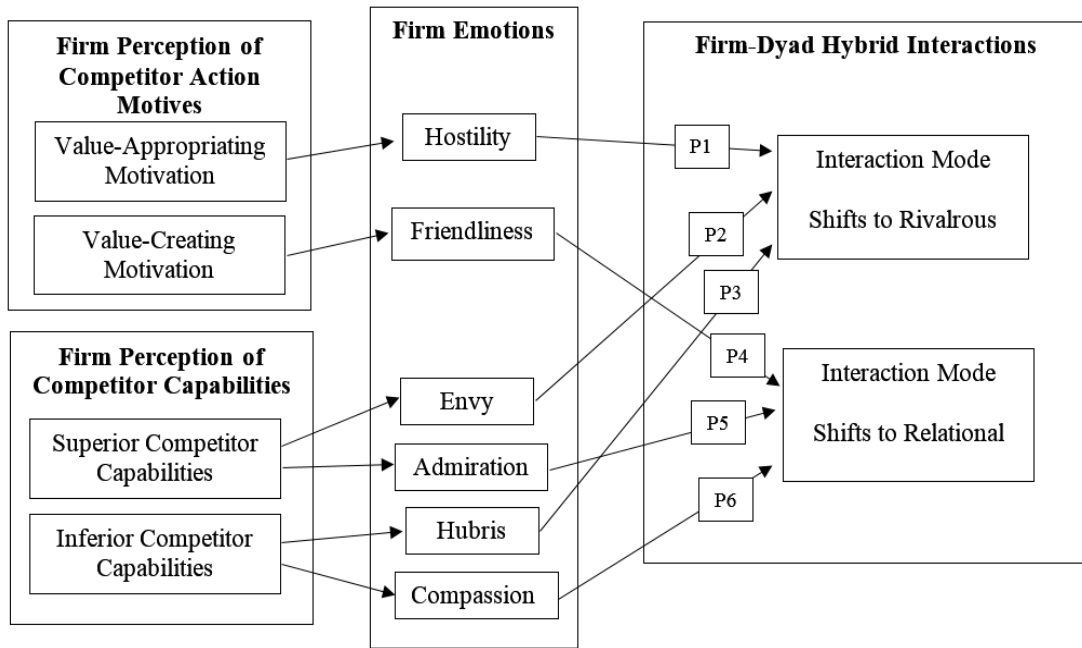 Firm Perception of
Competitor Action
Motives
Value-Appropriating
Motivation
Value-Creating
Motivation
Firm Perception of
Competitor Capabilities
Superior Competitor
Capabilities
Inferior Competitor
Capabilities
Firm Emotions
Hostility
Friendliness
Envy
Admiration
Hubris
Compassion
Firm-Dyad Hybrid Interactions
P1
P2
P3
P4
P5
P6
Interaction Mode
Shifts to Rivalrous
Interaction Mode
Shifts to Relational